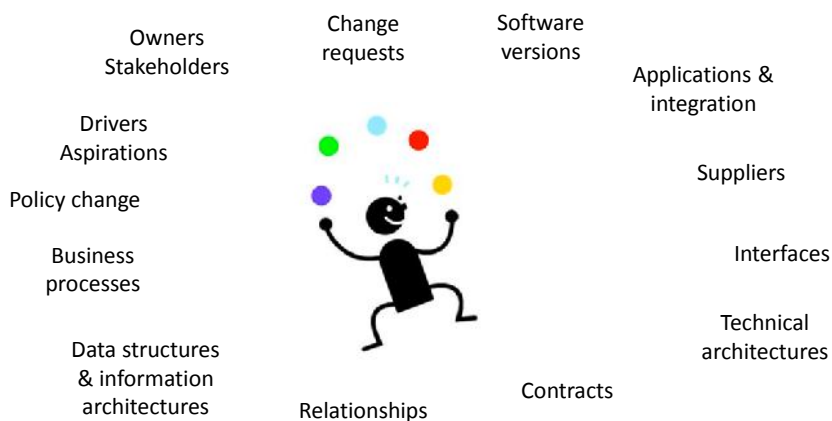 Owners
Stakeholders
Change
requests
Software
versions
Applications &
integration
Drivers
Aspirations
Suppliers
Policy change
Business
processes
Interfaces
Technical
architectures
Data structures
& information
architectures
Relationships
Contracts